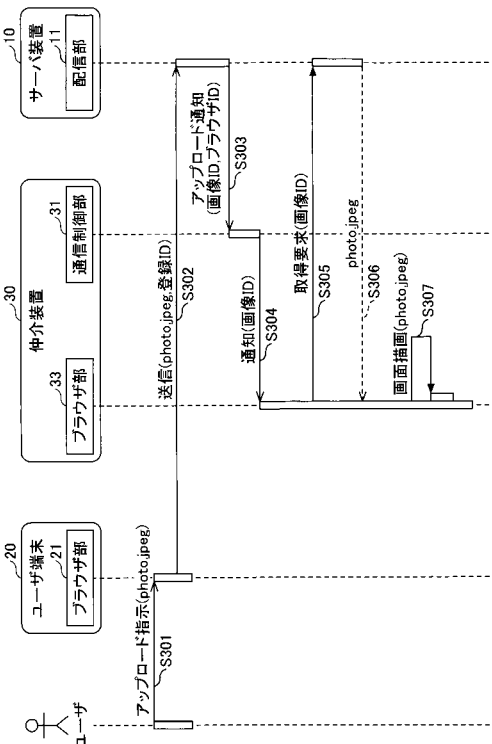 ユーザ
20
ユーザ端末
21
ブラウザ部
30
仲介装置
33
ブラウザ部
31
通信制御部
10
サーバ装置
11
配信部
アップロード指示(photo.jpeg)
S301
送信(photo.jpeg,登録ID)
S302
アップロード通知
(画像ID,ブラウザID)
S303
通知(画像ID)
S304
取得要求(画像ID)
S305
photo.jpeg
S306
画面描画(photo.jpeg)
S307